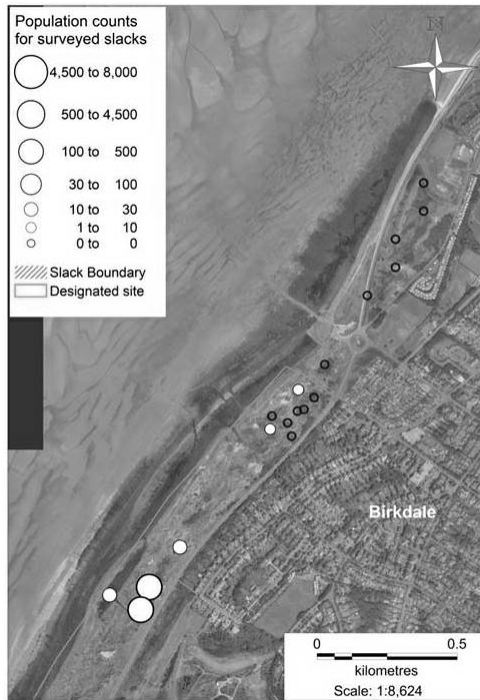 Population counts
for surveyed slacks
4,500 to 8,000
500 to 4,500
100 to 500
30 to 100
10 to 30
1 to 10
0 to 0
Slack Boundary
Designated site
N
Birkdale
0 0.5
kilometres
Scale: 1:8,624